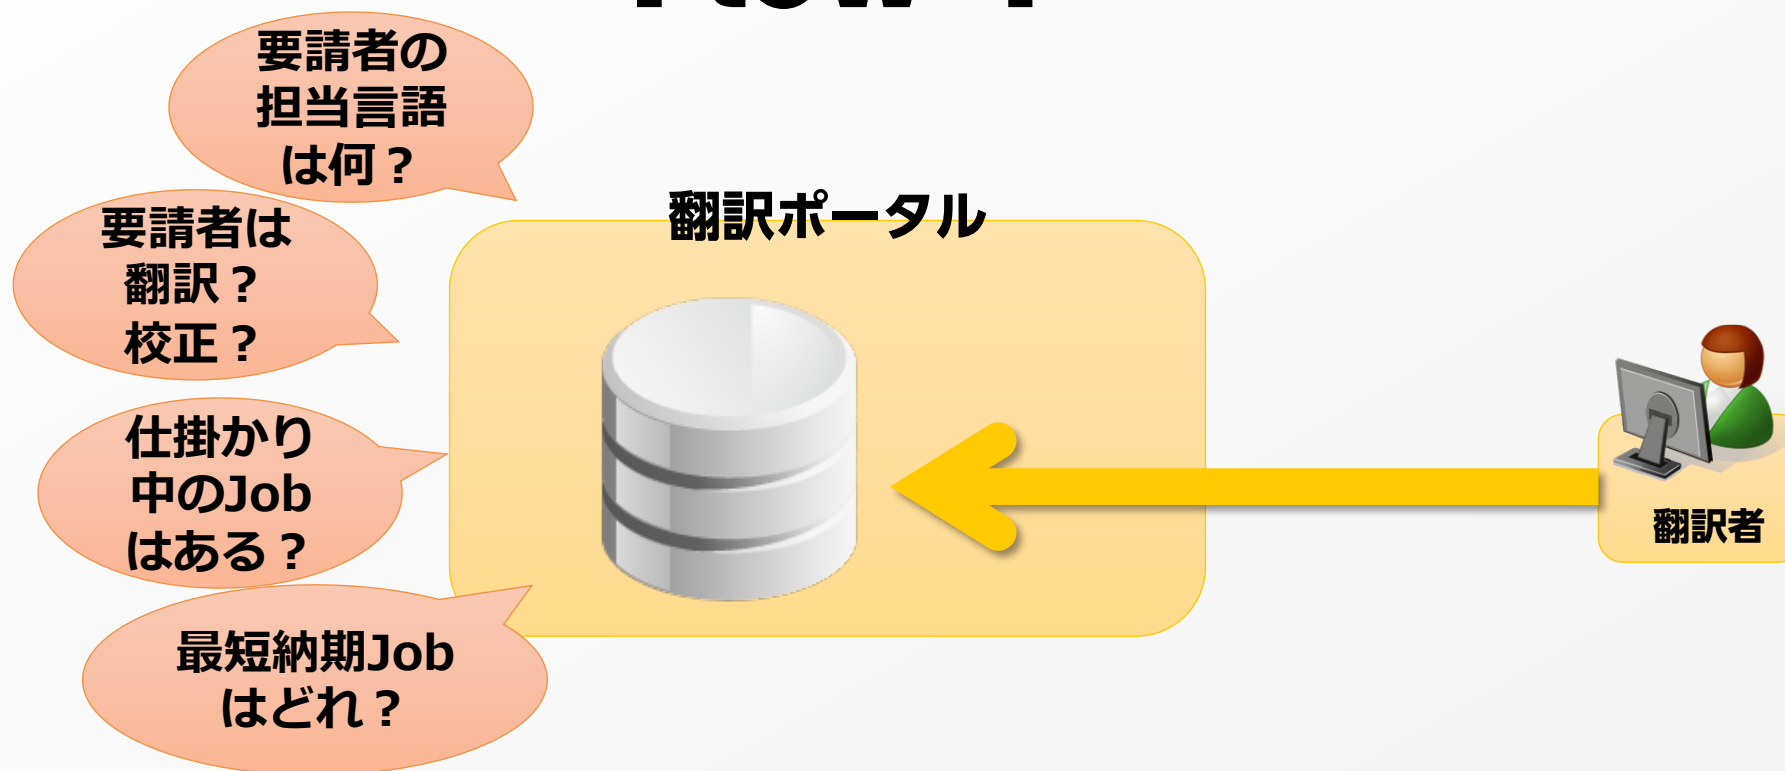 要請者の
担当言語
は何？
要請者は
翻訳？
校正？
仕掛かり
中のJob
はある？
最短納期Job
はどれ？
翻訳ポータル
翻訳者